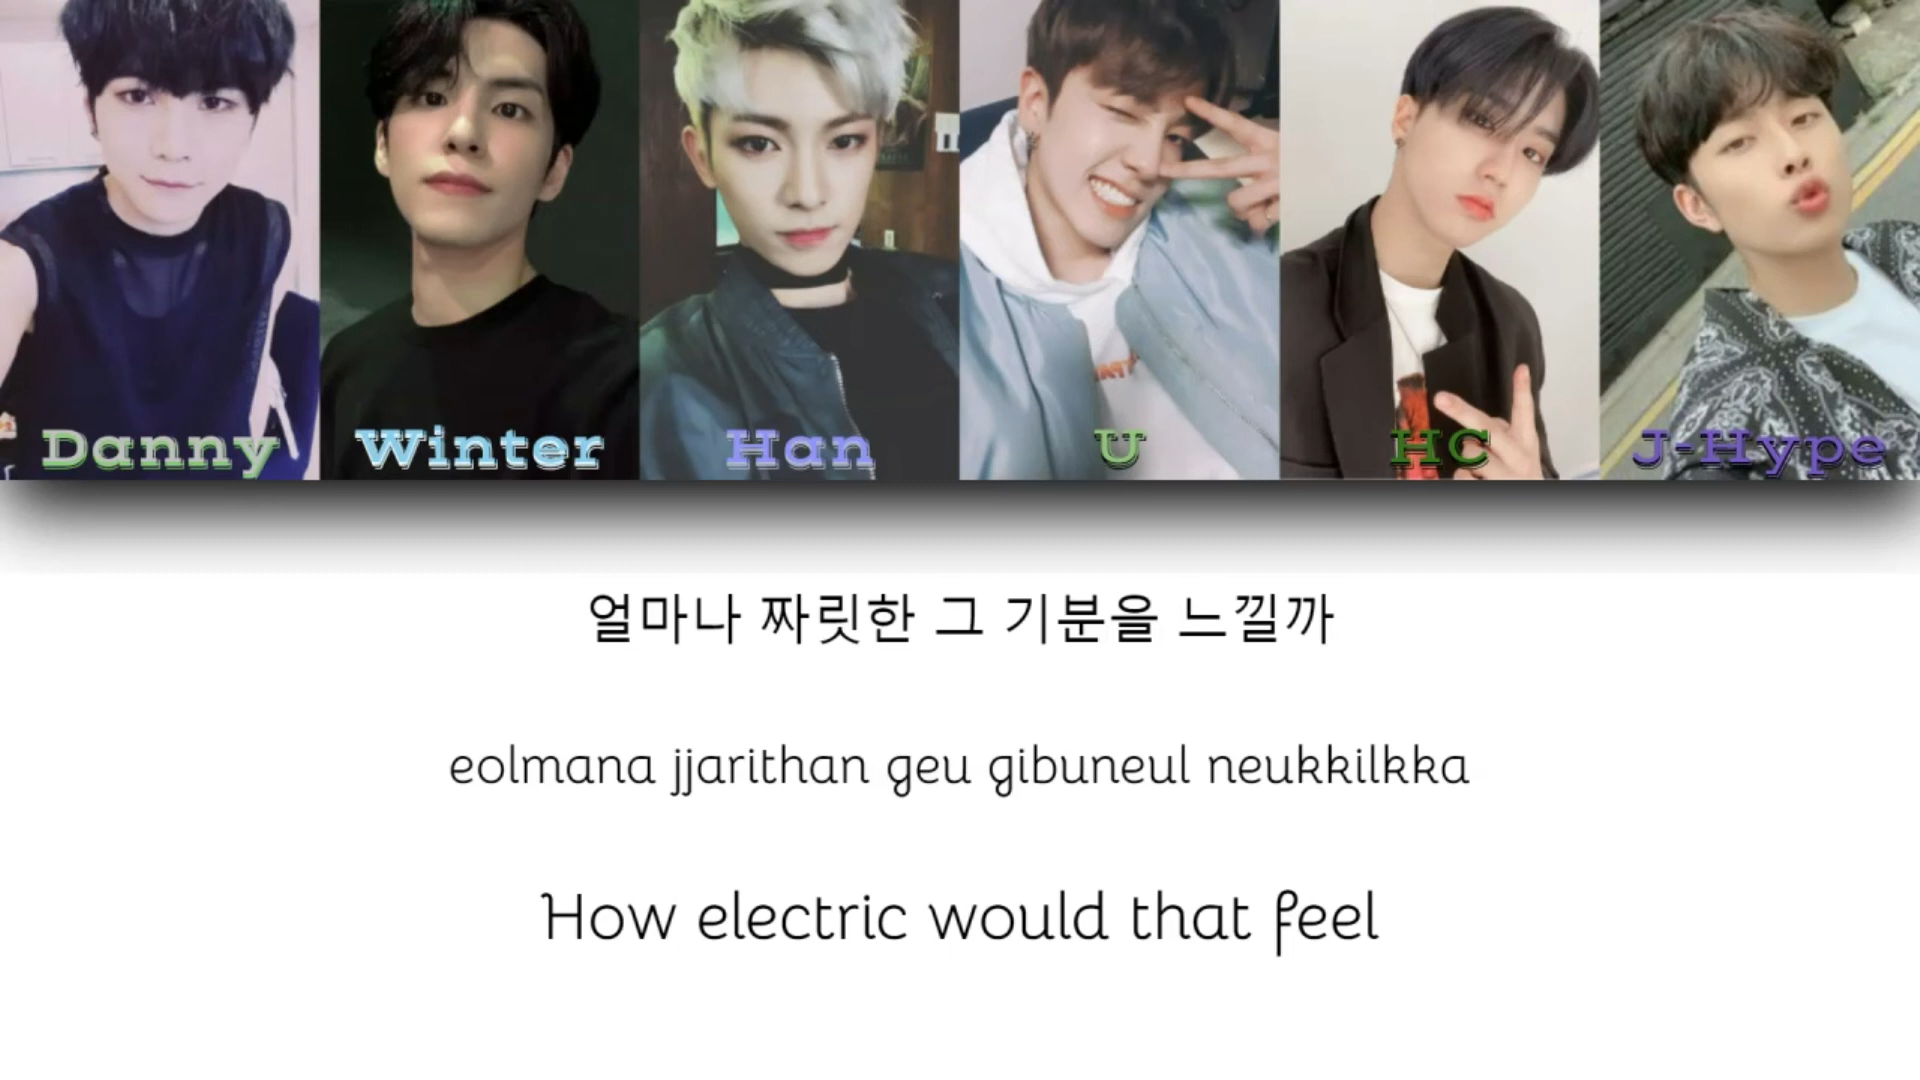 Danny Winter Han U HC J-Hype
얼마나 짜릿한 그 기분을 느낄까
eolmana jjarithan geu gibuneul neukkilkka
How electric would that feel